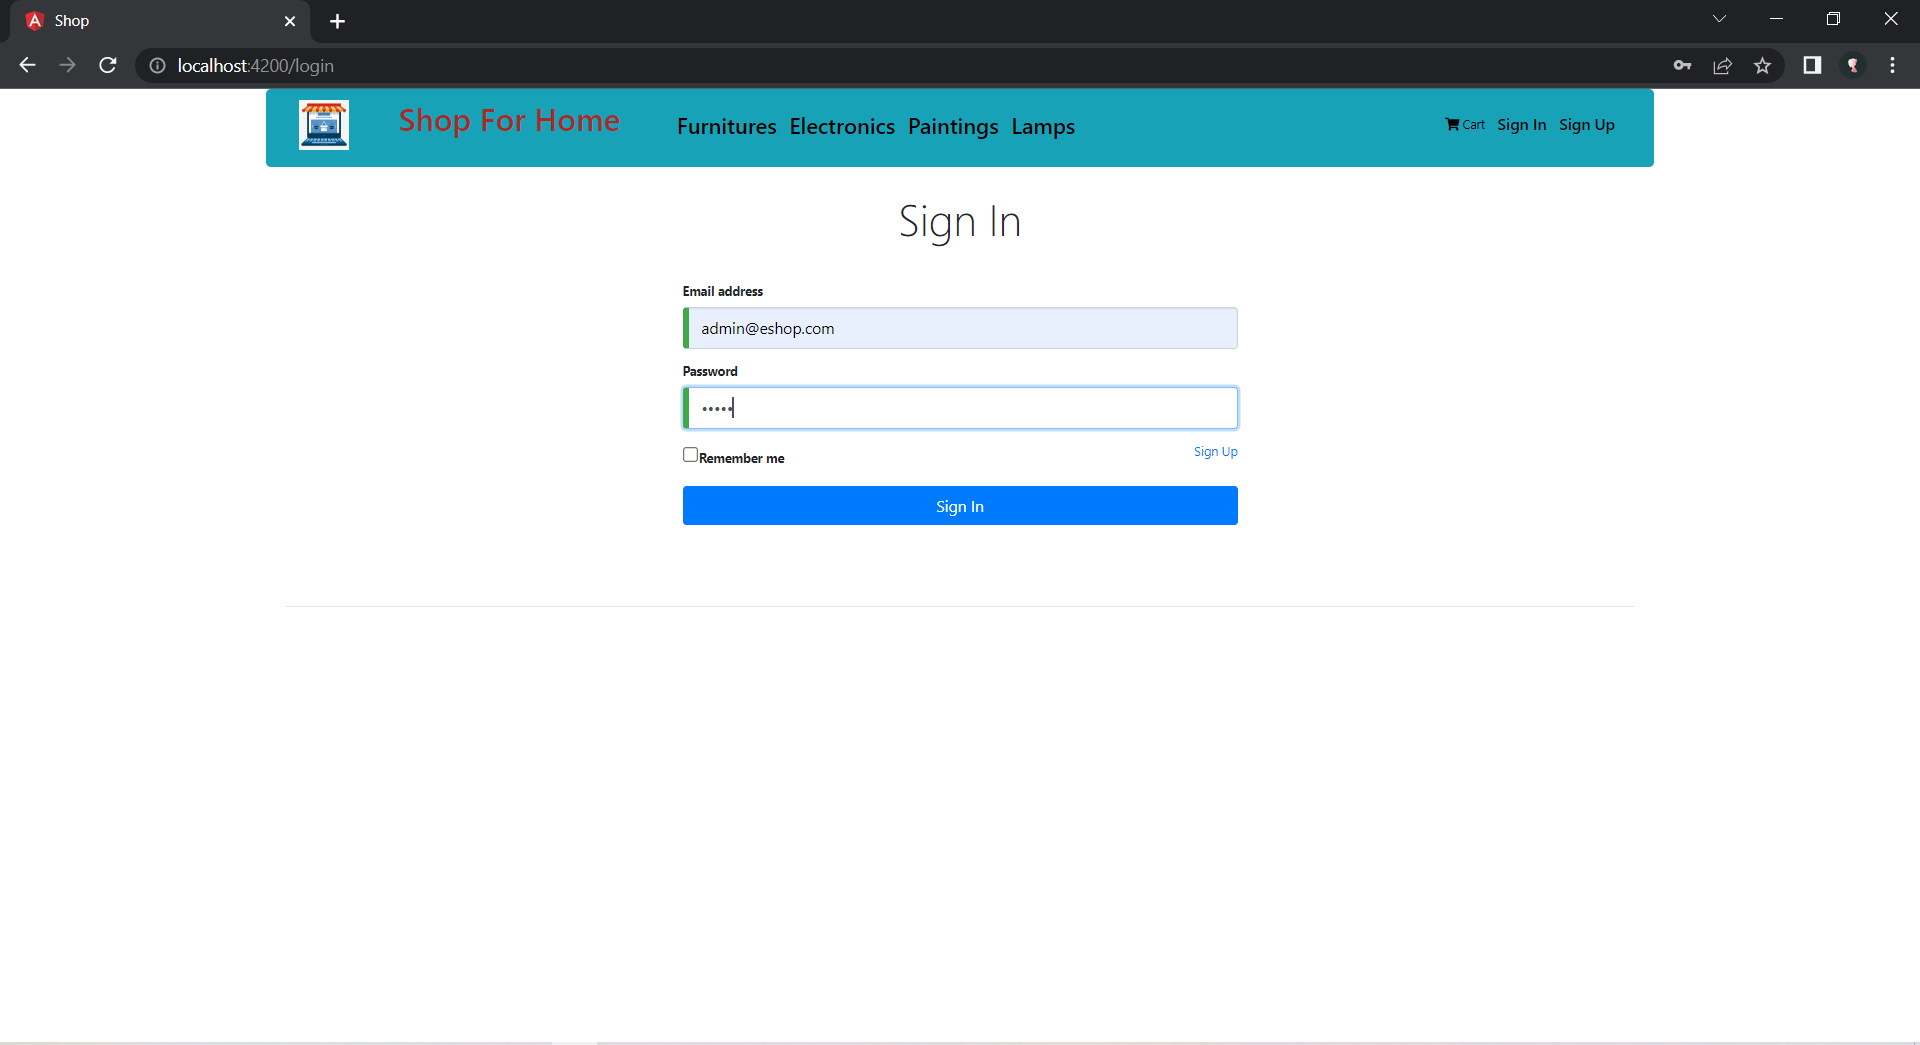 Shop
localhost:4200/login
Shop For Home
Furnitures Electronics Paintings Lamps
Cart Sign In Sign Up
Sign In
Email address
admin@eshop.com
Password
•••••
Remember me
Sign Up
Sign In